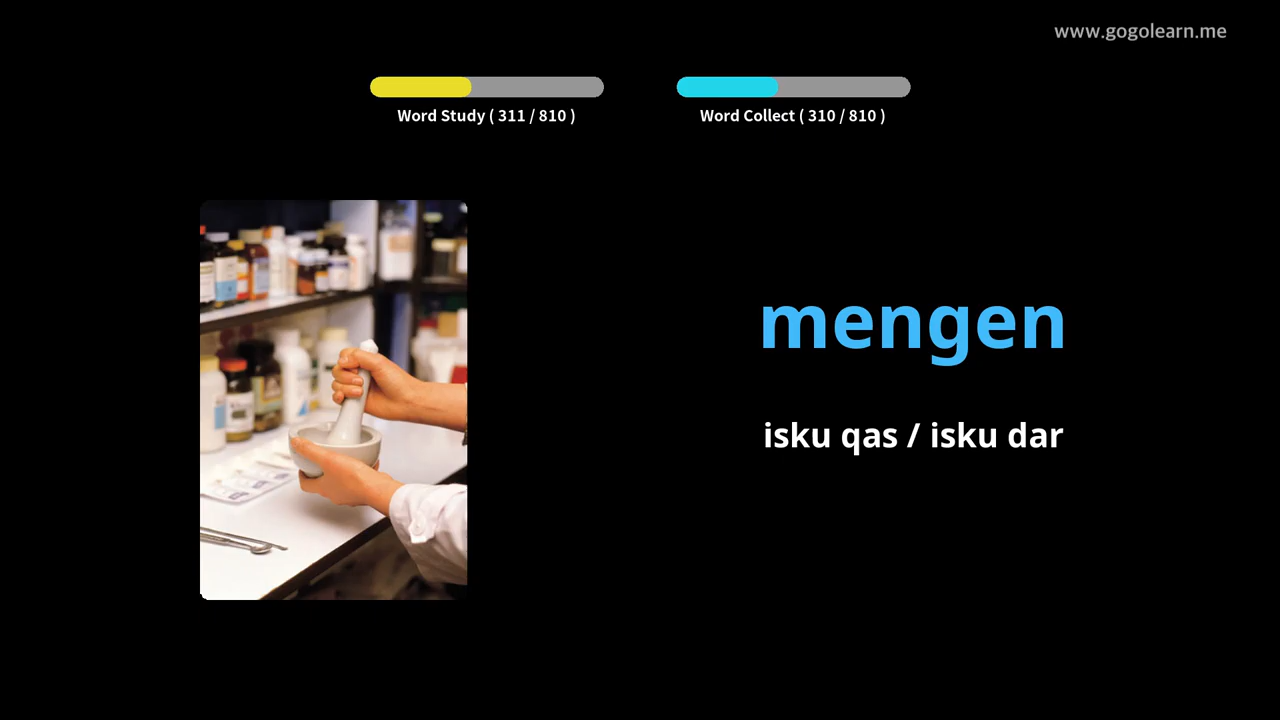 www.gogolearn.me
Word Study ( 311 / 810 )
Word Collect ( 310 / 810 )
mengen
isku qas / isku dar